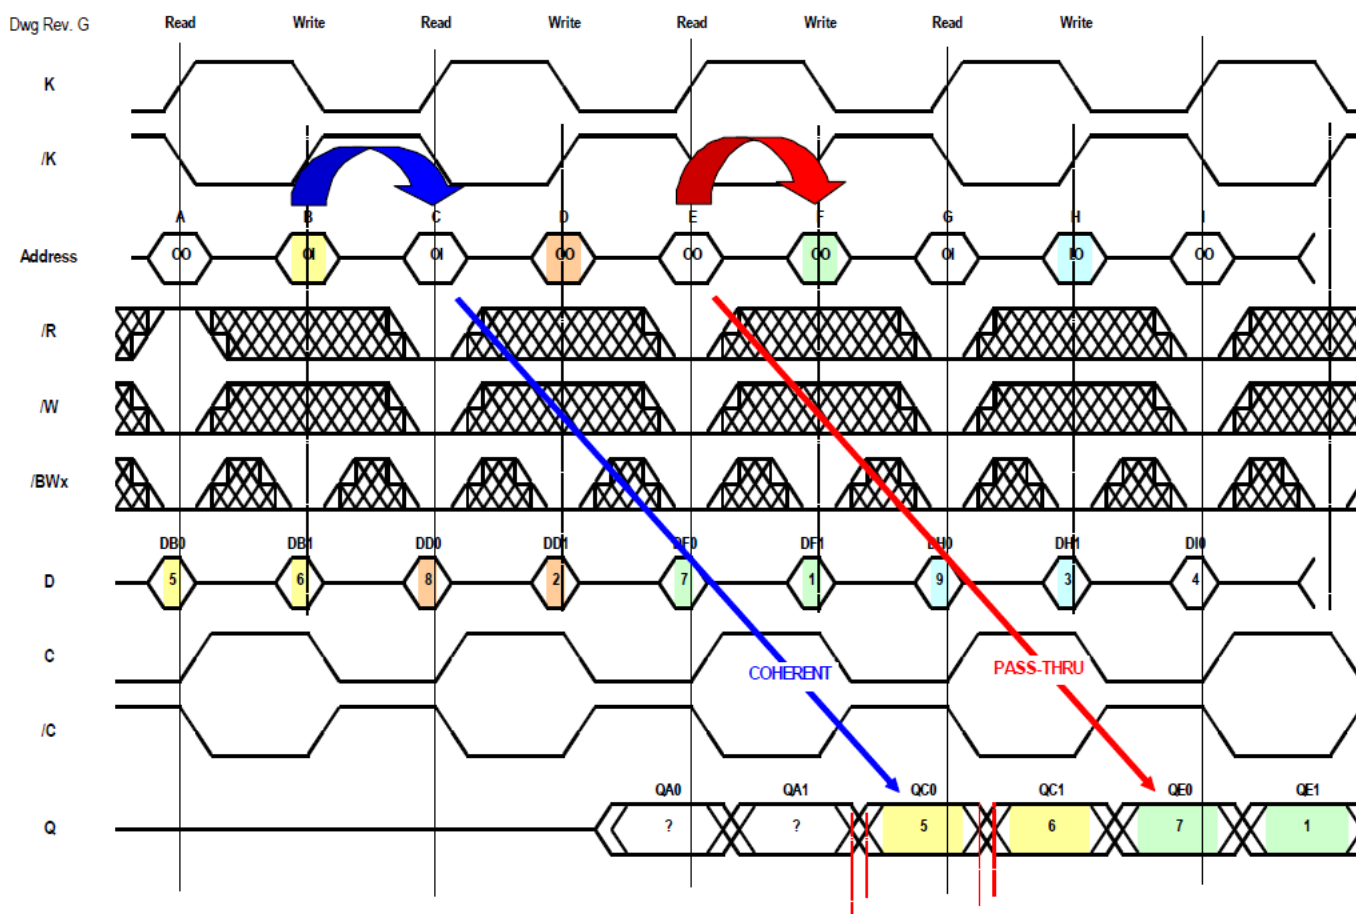 Dwg Rev. G Read Write Read Write Read Write Read Write
K
/K
A B C D E F G H I
Address OO OI OI OO OO OO OI IO OO
/R
/W
/BWx
DB0 DB1 DD0 DD1 DF0 DF1 DH0 DH1 DI0
D 5 6 8 2 7 1 9 3 4
C COHERENT PASS-THRU
/C
QA0 QA1 QC0 QC1 QE0 QE1
Q ? ? 5 6 7 1